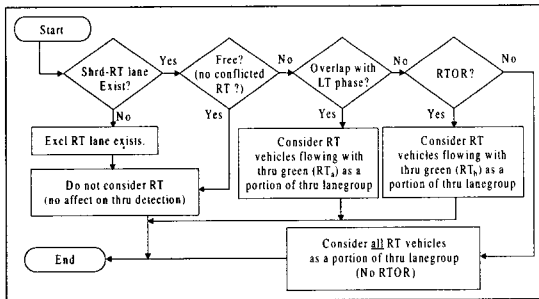 Start
Shrd-RT lane
Exist?
Yes
Free?
(no conflicted
RT ?)
No
Overlap with
LT phase?
No
RTOR?
No
No
Yes
Yes
Yes
Excl RT lane exists.
Do not consider RT
(no affect on thru detection)
Consider RT
vehicles flowing with
thru green (RTa) as a
portion of thru lanegroup
Consider RT
vehicles flowing with
thru green (RTb) as a
portion of thru lanegroup
Consider all RT vehicles
as a portion of thru lanegroup
(No RTOR)
End